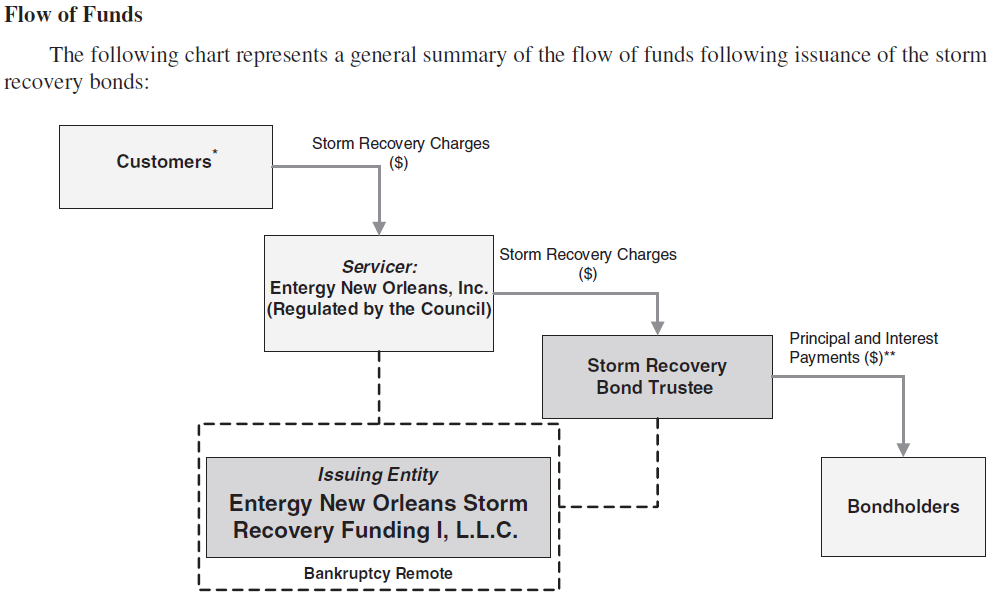 Flow of Funds
The following chart represents a general summary of the flow of funds following issuance of the storm
recovery bonds:
Customers*
Storm Recovery Charges
($)
Servicer:
Entergy New Orleans, Inc.
(Regulated by the Council)
Storm Recovery Charges
($)
Storm Recovery
Bond Trustee
Principal and Interest
Payments ($)**
Issuing Entity
Entergy New Orleans Storm
Recovery Funding I, L.L.C.
Bankruptcy Remote
Bondholders